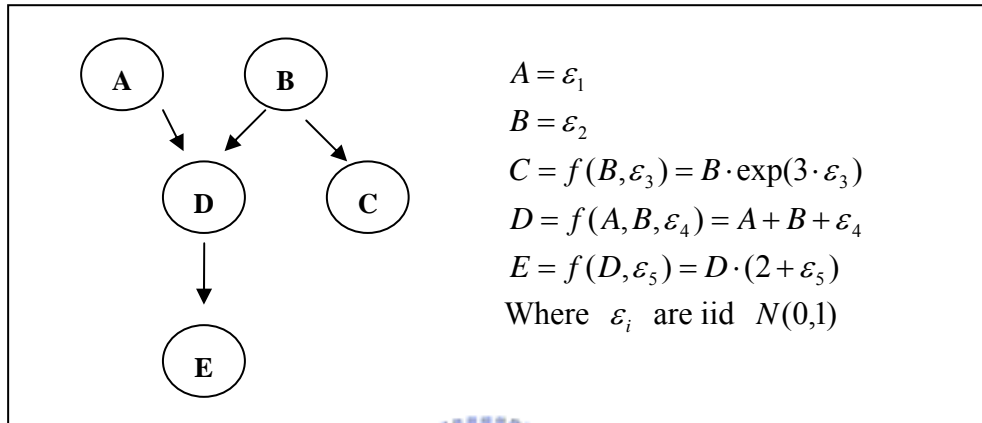 A
B
D
C
E
A = ε₁
B = ε₂
C = f(B, ε₃) = B · exp(3 · ε₃)
D = f(A, B, ε₄) = A + B + ε₄
E = f(D, ε₅) = D · (2 + ε₅)
Where εᵢ are iid N(0,1)